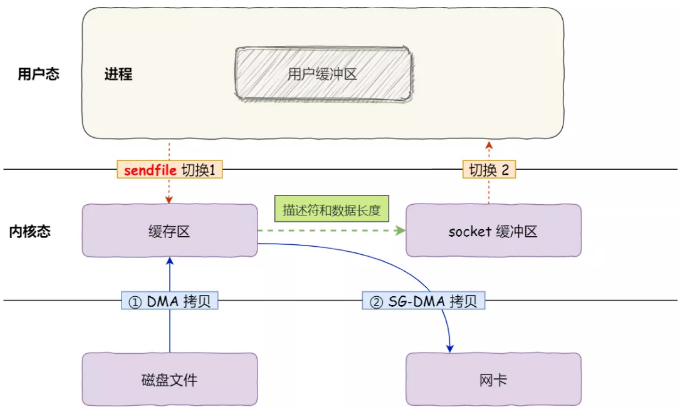 用户态
进程
用户缓冲区
sendfile 切换1
切换 2
描述符和数据长度
内核态
缓存区
socket 缓冲区
① DMA 拷贝
② SG-DMA 拷贝
磁盘文件
网卡